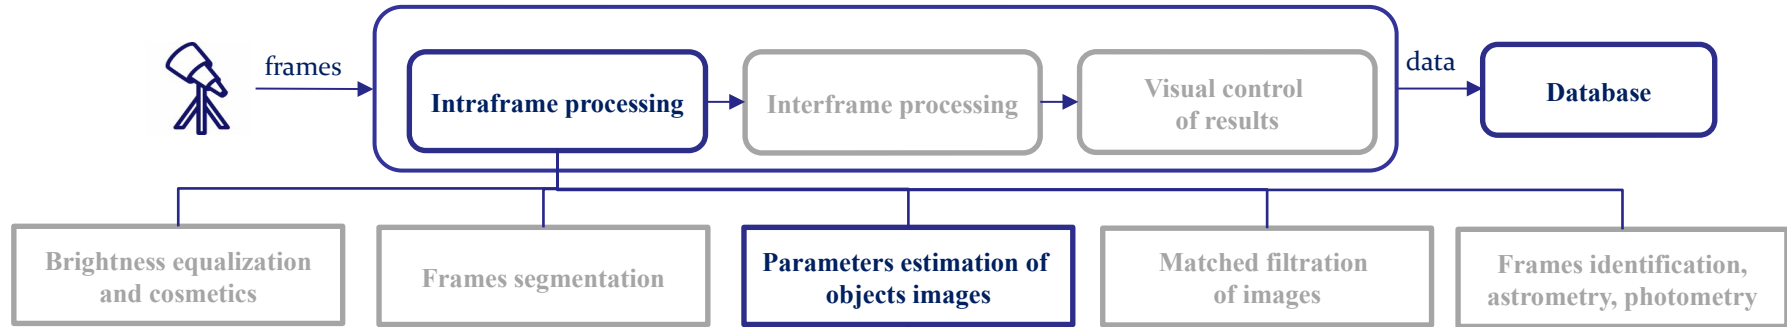 frames
Intraframe processing
Interframe processing
Visual control
of results
data
Database
Brightness equalization
and cosmetics
Frames segmentation
Parameters estimation of
objects images
Matched filtration
of images
Frames identification,
astrometry, photometry